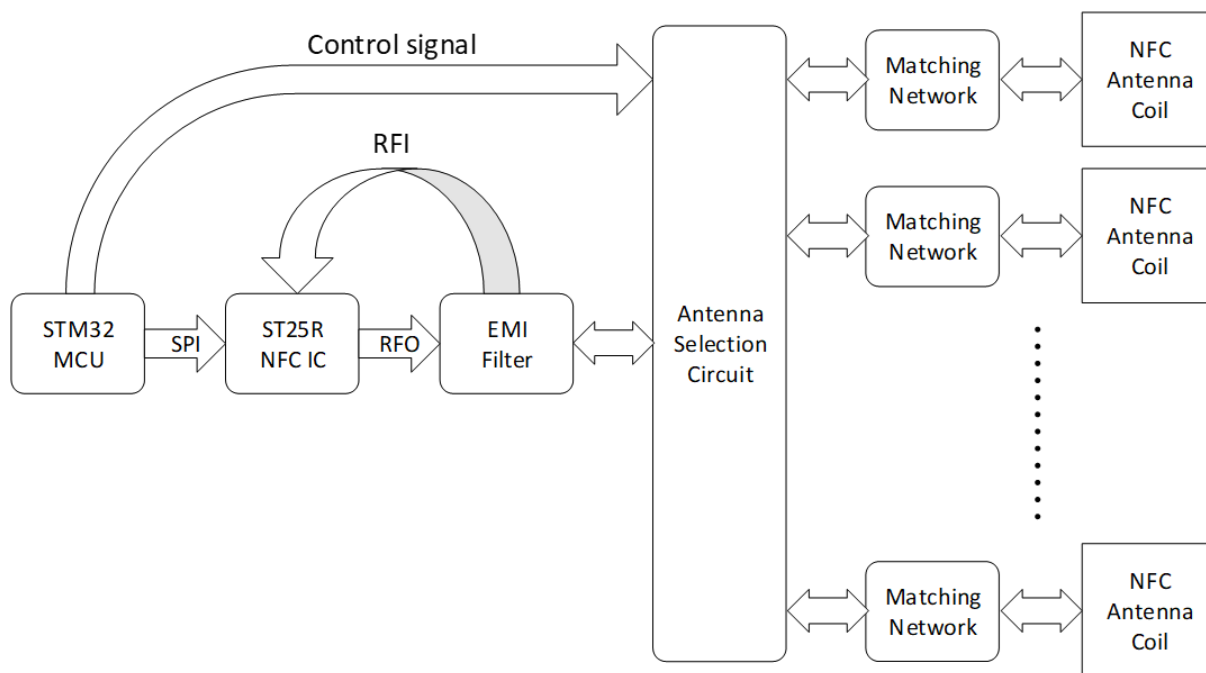 Control signal
RFI
STM32
MCU
SPI
ST25R
NFC IC
RFO
EMI
Filter
Antenna
Selection
Circuit
Matching
Network
NFC
Antenna
Coil
Matching
Network
NFC
Antenna
Coil
Matching
Network
NFC
Antenna
Coil